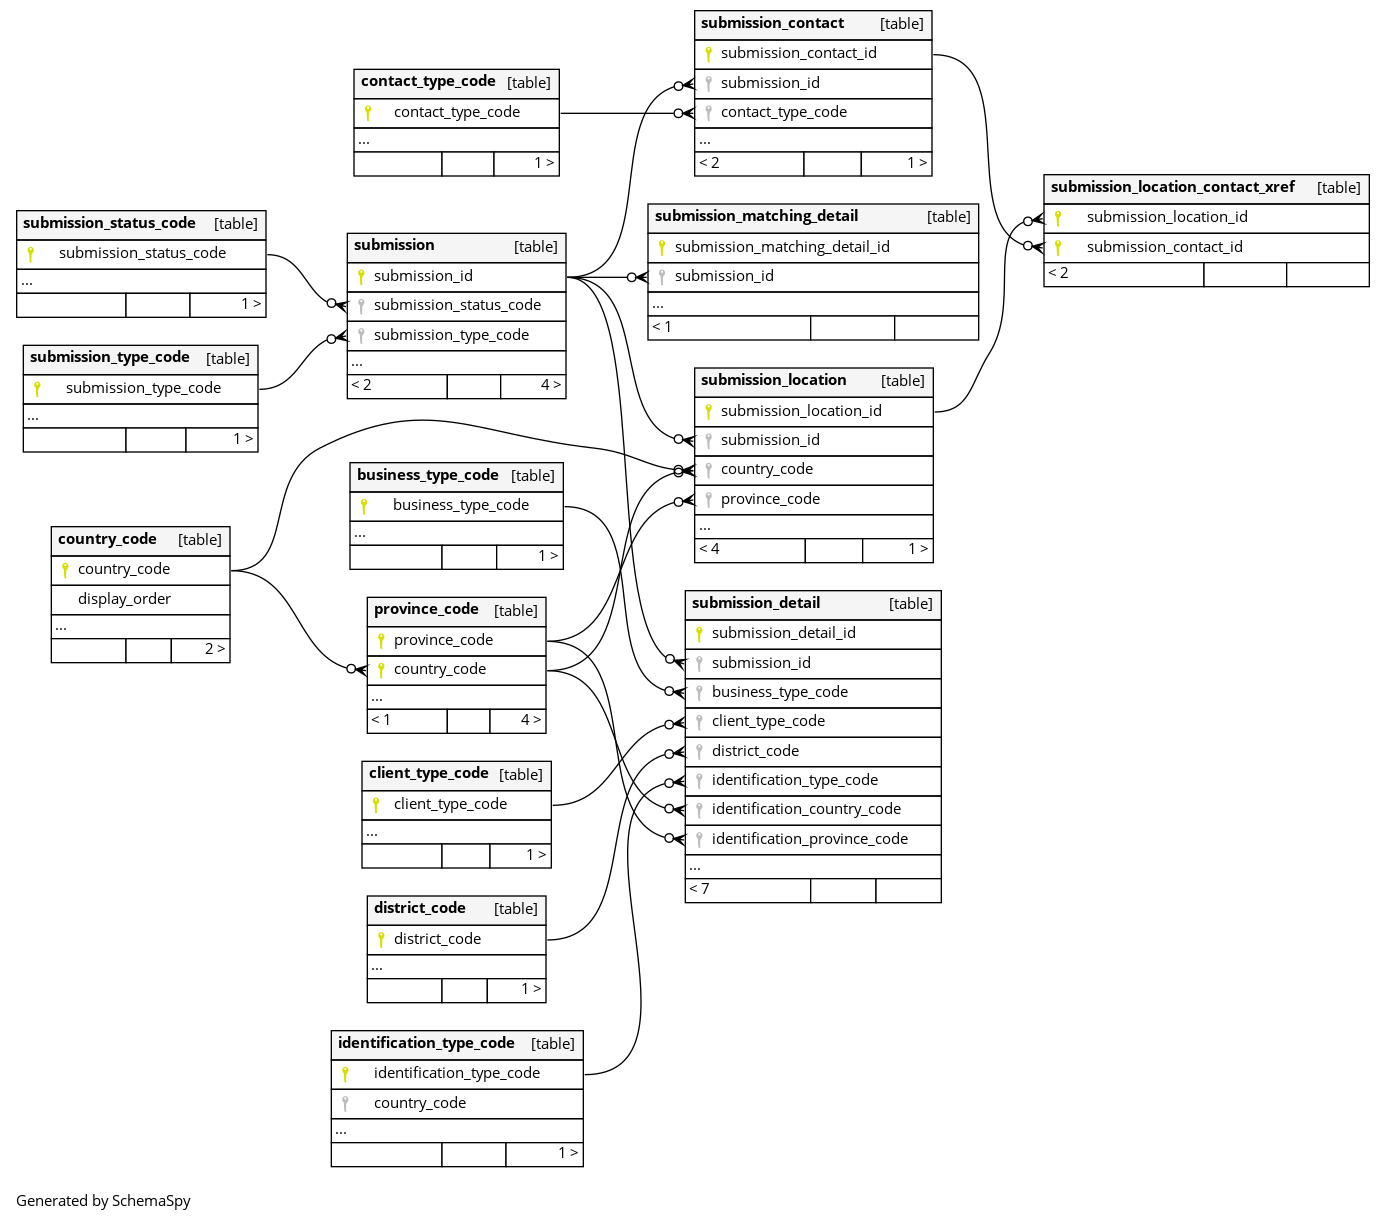 submission_contact [table]
submission_contact_id
submission_id
contact_type_code
...
< 2 1 >
contact_type_code [table]
contact_type_code
...
1 >
submission_location_contact_xref [table]
submission_location_id
submission_contact_id
< 2
submission_matching_detail [table]
submission_matching_detail_id
submission_id
...
< 1
submission_status_code [table]
submission_status_code
...
1 >
submission [table]
submission_id
submission_status_code
submission_type_code
...
< 2 4 >
submission_type_code [table]
submission_type_code
...
1 >
submission_location [table]
submission_location_id
submission_id
country_code
province_code
...
< 4 1 >
business_type_code [table]
business_type_code
...
1 >
country_code [table]
country_code
display_order
...
2 >
province_code [table]
province_code
country_code
...
< 1 4 >
submission_detail [table]
submission_detail_id
submission_id
business_type_code
client_type_code
district_code
identification_type_code
identification_country_code
identification_province_code
...
< 7
client_type_code [table]
client_type_code
...
1 >
district_code [table]
district_code
...
1 >
identification_type_code [table]
identification_type_code
country_code
...
1 >
Generated by SchemaSpy